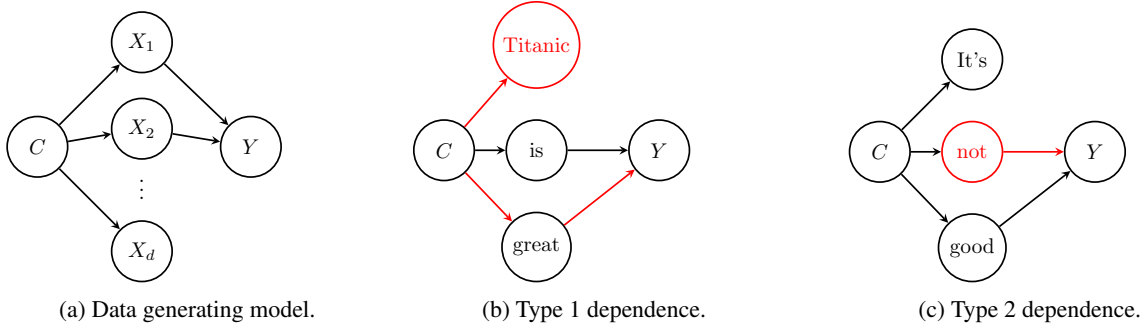 X1
C
X2
Y
⋮
Xd
(a) Data generating model.
Titanic
C
is
Y
great
(b) Type 1 dependence.
It's
C
not
Y
good
(c) Type 2 dependence.